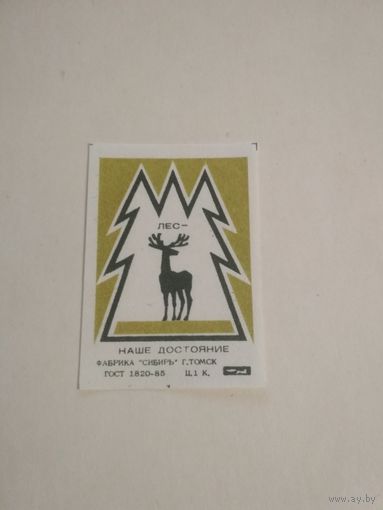 ЛЕС-
НАШЕ ДОСТОЯНИЕ
ФАБРИКА "СИБИРЬ" Г.ТОМСК
ГОСТ 1820-85 Ц.1 К.
www.ay.by